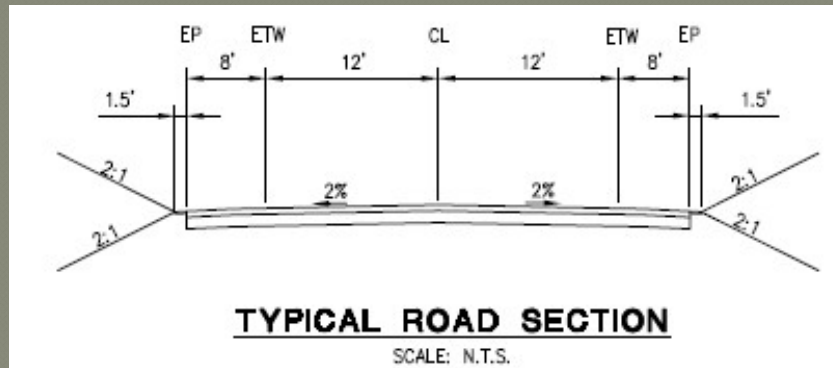 EP ETW CL ETW EP
8' 12' 12' 8'
1.5' 1.5'
2:1 2% 2% 2:1
2:1 2:1
TYPICAL ROAD SECTION
SCALE: N.T.S.